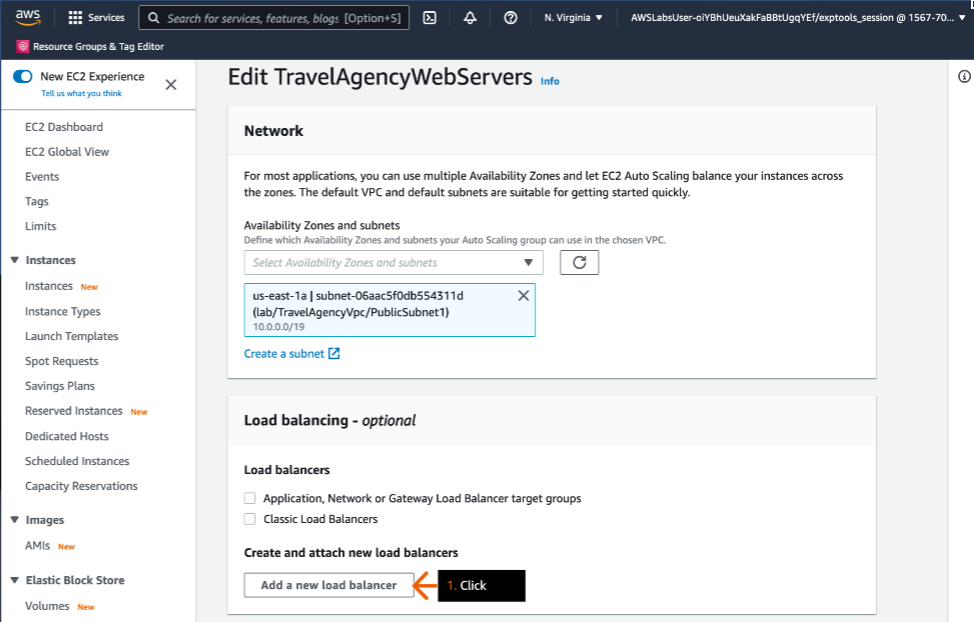 aws
Services
Search for services, features, blogs [Option+S]
N. Virginia ▼
AWSLabsUser-oiYBhUeuXakFaBBtUgqYEf/exptools_session @ 1567-70... ▼
Resource Groups & Tag Editor
New EC2 Experience
Tell us what you think
EC2 Dashboard
EC2 Global View
Events
Tags
Limits
Instances
Instances New
Instance Types
Launch Templates
Spot Requests
Savings Plans
Reserved Instances New
Dedicated Hosts
Scheduled Instances
Capacity Reservations
Images
AMIs New
Elastic Block Store
Volumes New
Edit TravelAgencyWebServers Info
Network
For most applications, you can use multiple Availability Zones and let EC2 Auto Scaling balance your instances across
the zones. The default VPC and default subnets are suitable for getting started quickly.
Availability Zones and subnets
Define which Availability Zones and subnets your Auto Scaling group can use in the chosen VPC.
Select Availability Zones and subnets
us-east-1a | subnet-06aac5f0db554311d
(lab/TravelAgencyVpc/PublicSubnet1)
10.0.0.0/19
Create a subnet
Load balancing - optional
Load balancers
Application, Network or Gateway Load Balancer target groups
Classic Load Balancers
Create and attach new load balancers
Add a new load balancer
1. Click